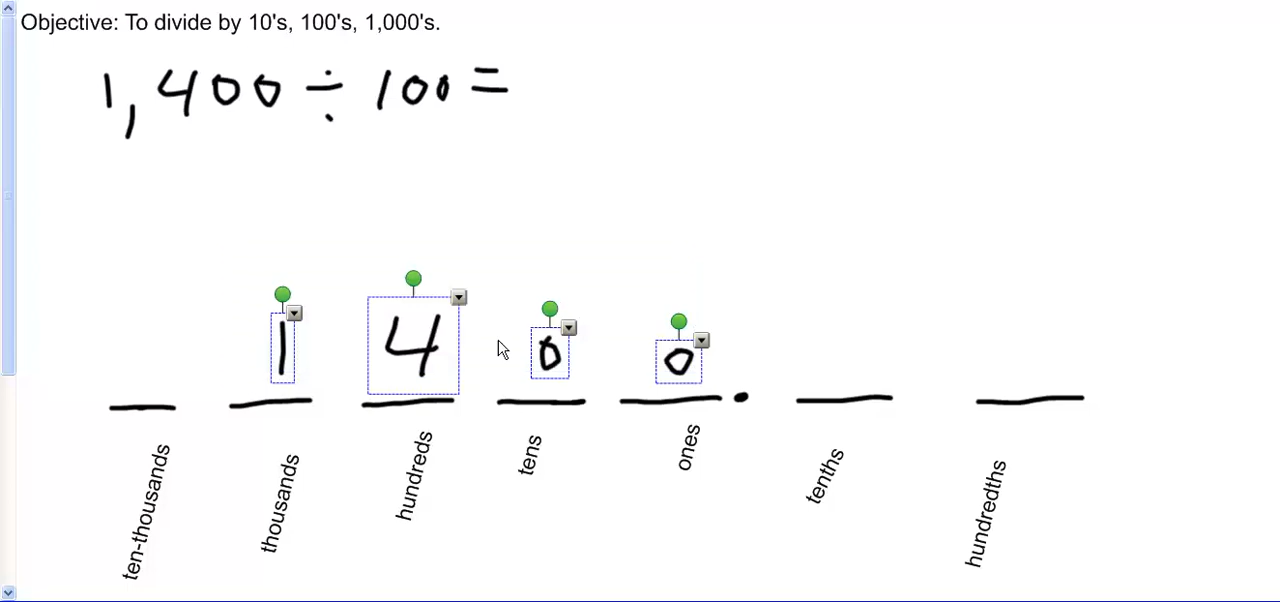 Objective: To divide by 10's, 100's, 1,000's.
1,400 ÷ 100 =
1 4 0 0 .
ten-thousands thousands hundreds tens ones tenths hundredths